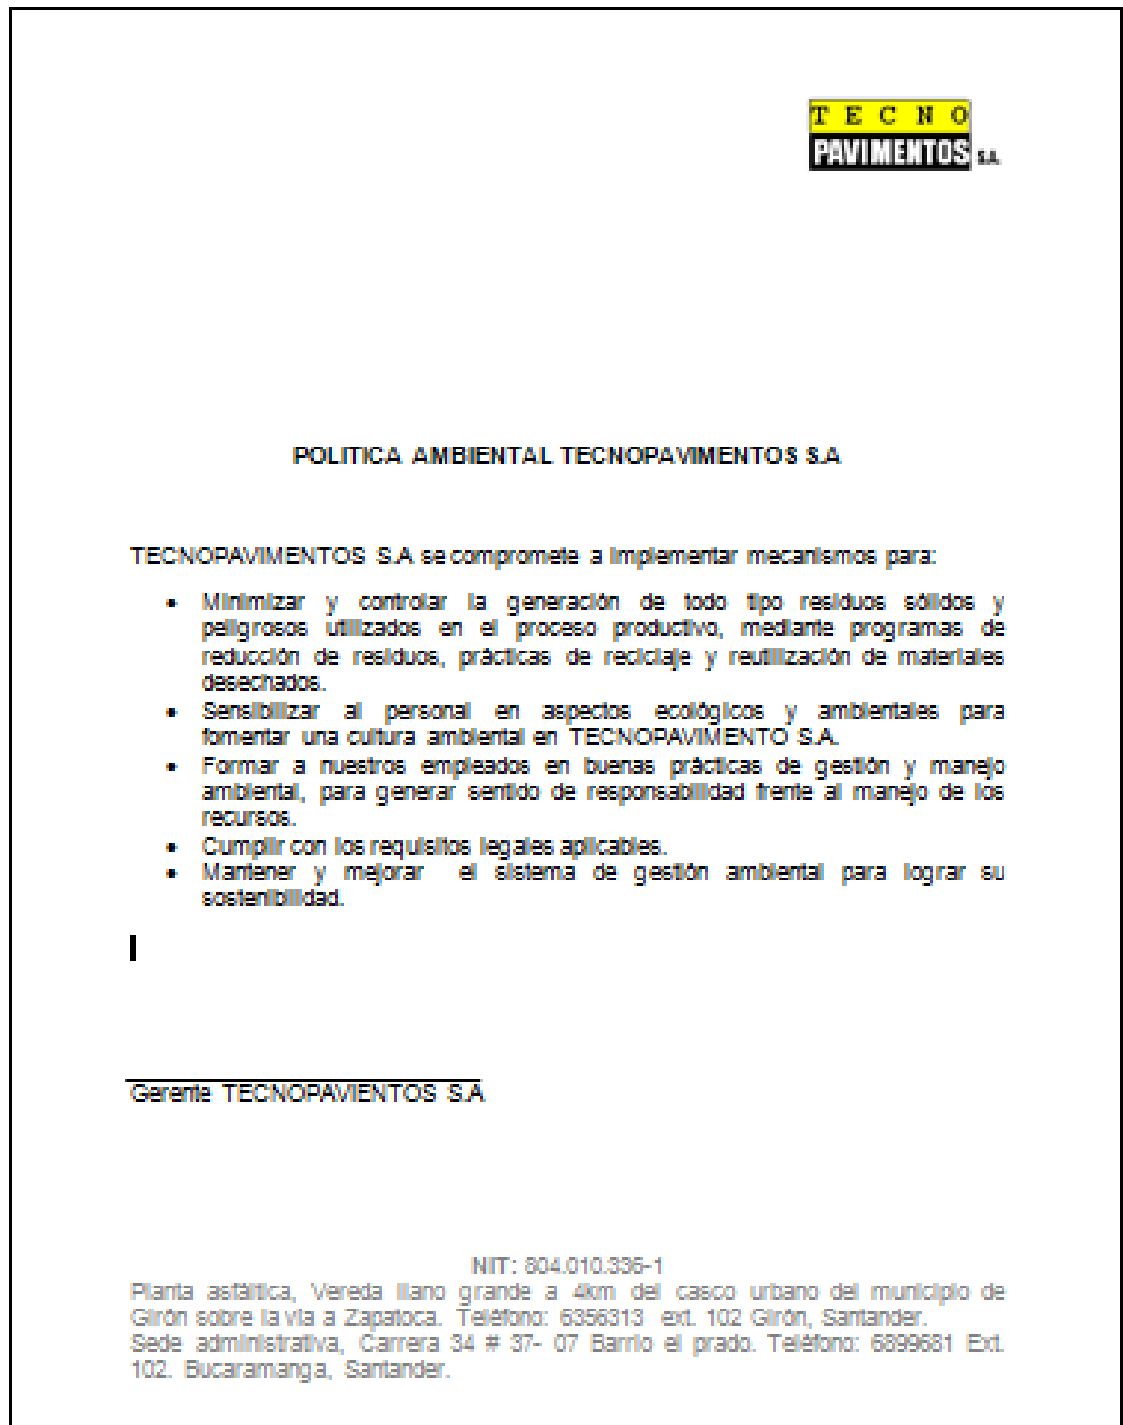 TECNO
PAVIMENTOS S.A.
POLITICA AMBIENTAL TECNOPAVIMENTOS S.A
TECNOPAVIMENTOS S.A se compromete a implementar mecanismos para:
• Minimizar y controlar la generación de todo tipo residuos sólidos y
peligrosos utilizados en el proceso productivo, mediante programas de
reducción de residuos, prácticas de reciclaje y reutilización de materiales
desechados.
• Sensibilizar al personal en aspectos ecológicos y ambientales para
fomentar una cultura ambiental en TECNOPAVIMENTO S.A.
• Formar a nuestros empleados en buenas prácticas de gestión y manejo
ambiental, para generar sentido de responsabilidad frente al manejo de los
recursos.
• Cumplir con los requisitos legales aplicables.
• Mantener y mejorar el sistema de gestión ambiental para lograr su
sostenibilidad.
Gerente TECNOPAVIENTOS S.A
NIT: 804.010.336-1
Planta asfáltica, Vereda llano grande a 4km del casco urbano del municipio de
Girón sobre la vía a Zapatoca. Teléfono: 6356313 ext. 102 Girón, Santander.
Sede administrativa, Carrera 34 # 37- 07 Barrio el prado. Teléfono: 6899681 Ext.
102. Bucaramanga, Santander.